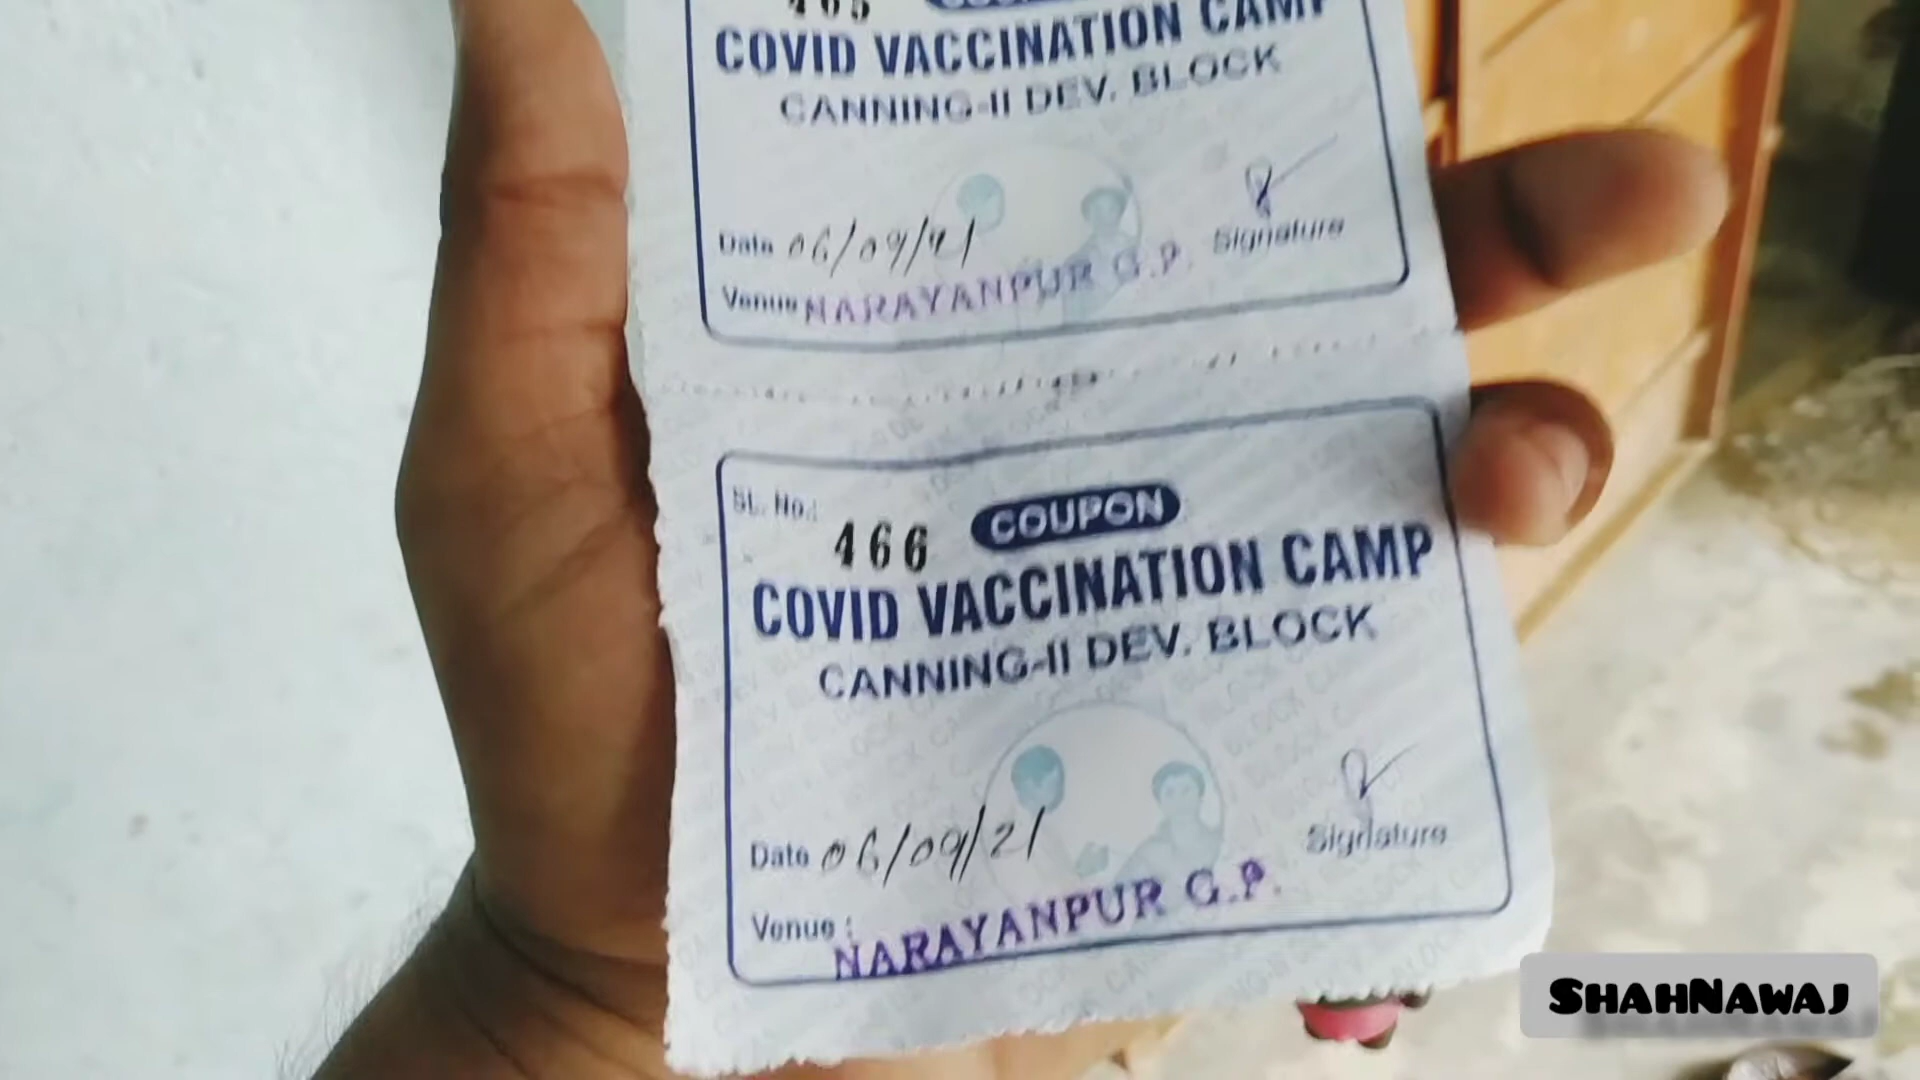 465
COVID VACCINATION CAMP
CANNING-II DEV. BLOCK
Date 06/09/21
Signature
Venue NARAYANPUR G.P.
SL. No.:
466
COUPON
COVID VACCINATION CAMP
CANNING-II DEV. BLOCK
Date 06/09/21
Signature
Venue : NARAYANPUR G.P.
SHAHNAWAJ